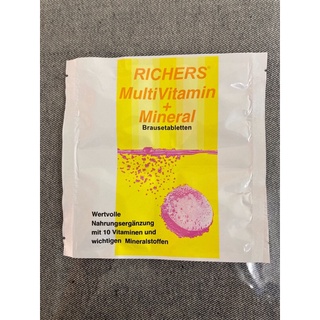 RICHERS
MultiVitamin
+
Mineral
Brausetabletten
Wertvolle
Nahrungsergänzung
mit 10 Vitaminen und
wichtigen Mineralstoffen